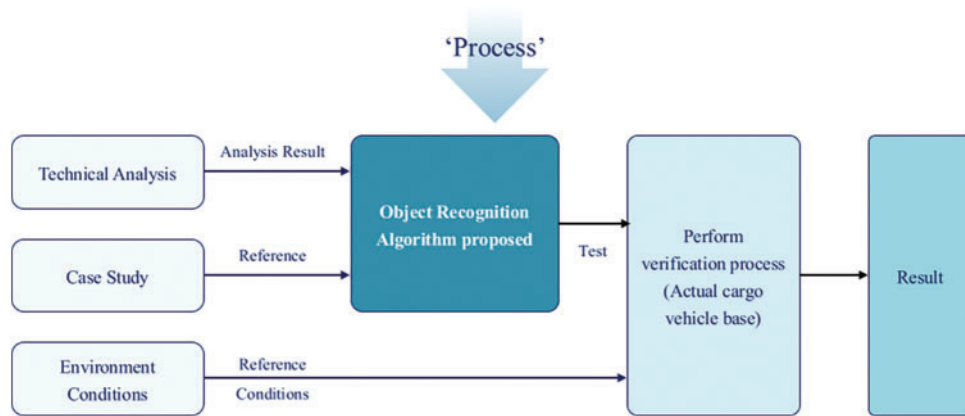 ‘Process’
Technical Analysis
Analysis Result
Object Recognition
Algorithm proposed
Case Study
Reference
Test
Perform
verification process
(Actual cargo
vehicle base)
Result
Environment
Conditions
Reference
Conditions